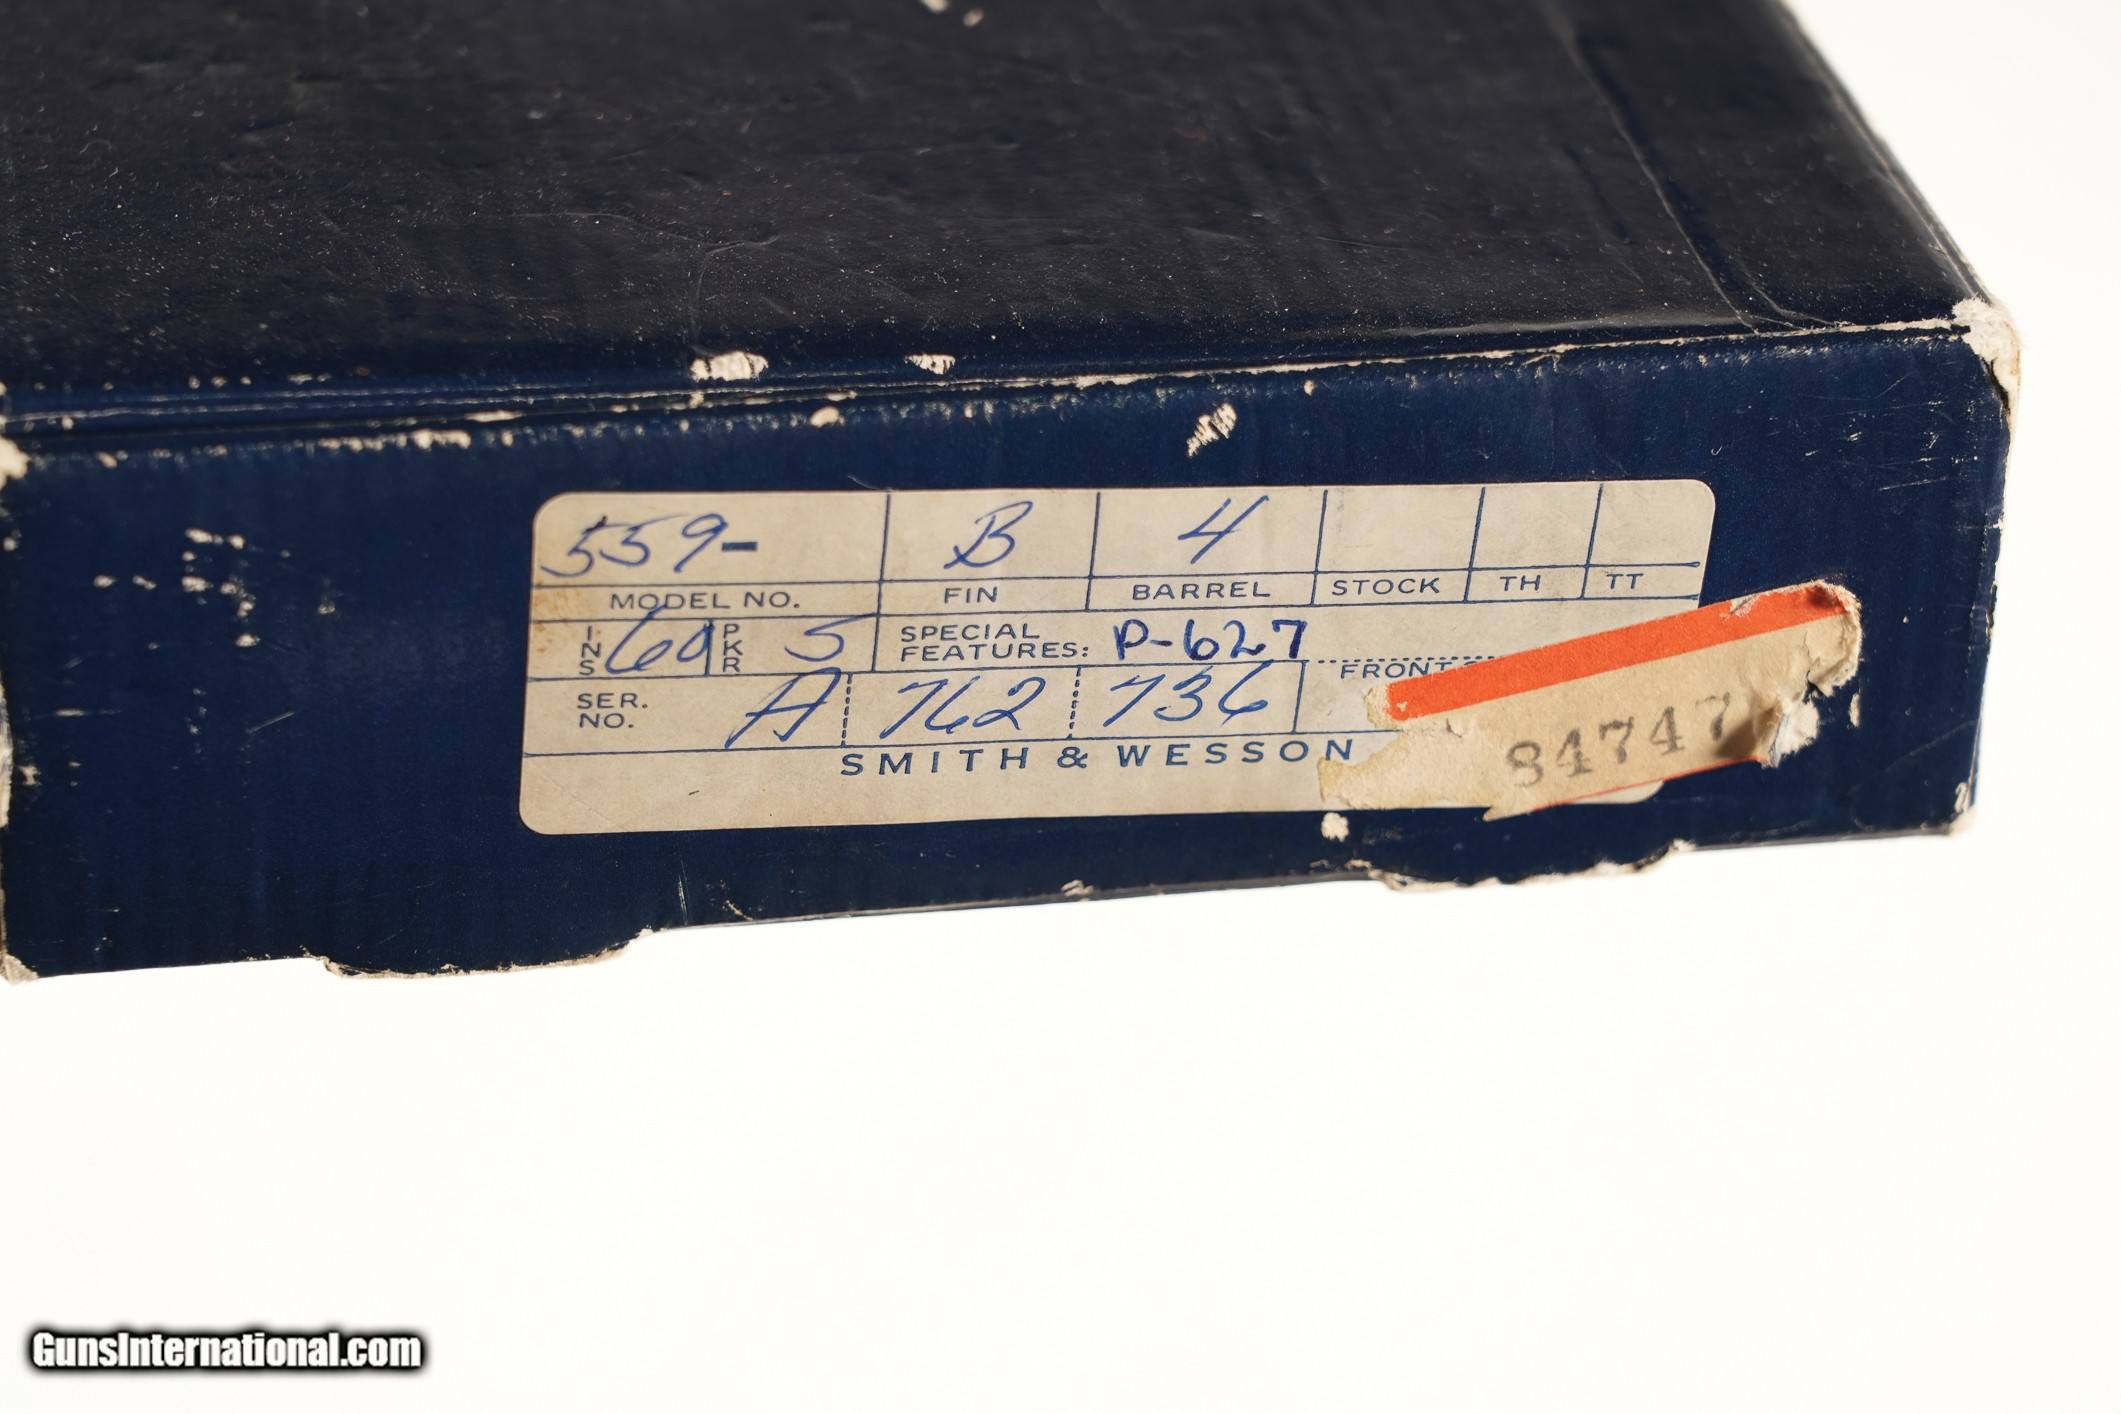 559- B 4
MODEL NO. FIN BARREL STOCK TH TT
INS 60 PKR 5 SPECIAL FEATURES: P-627
SER. NO. A 762 736 FRONT
SMITH & WESSON
84747
GunsInternational.com